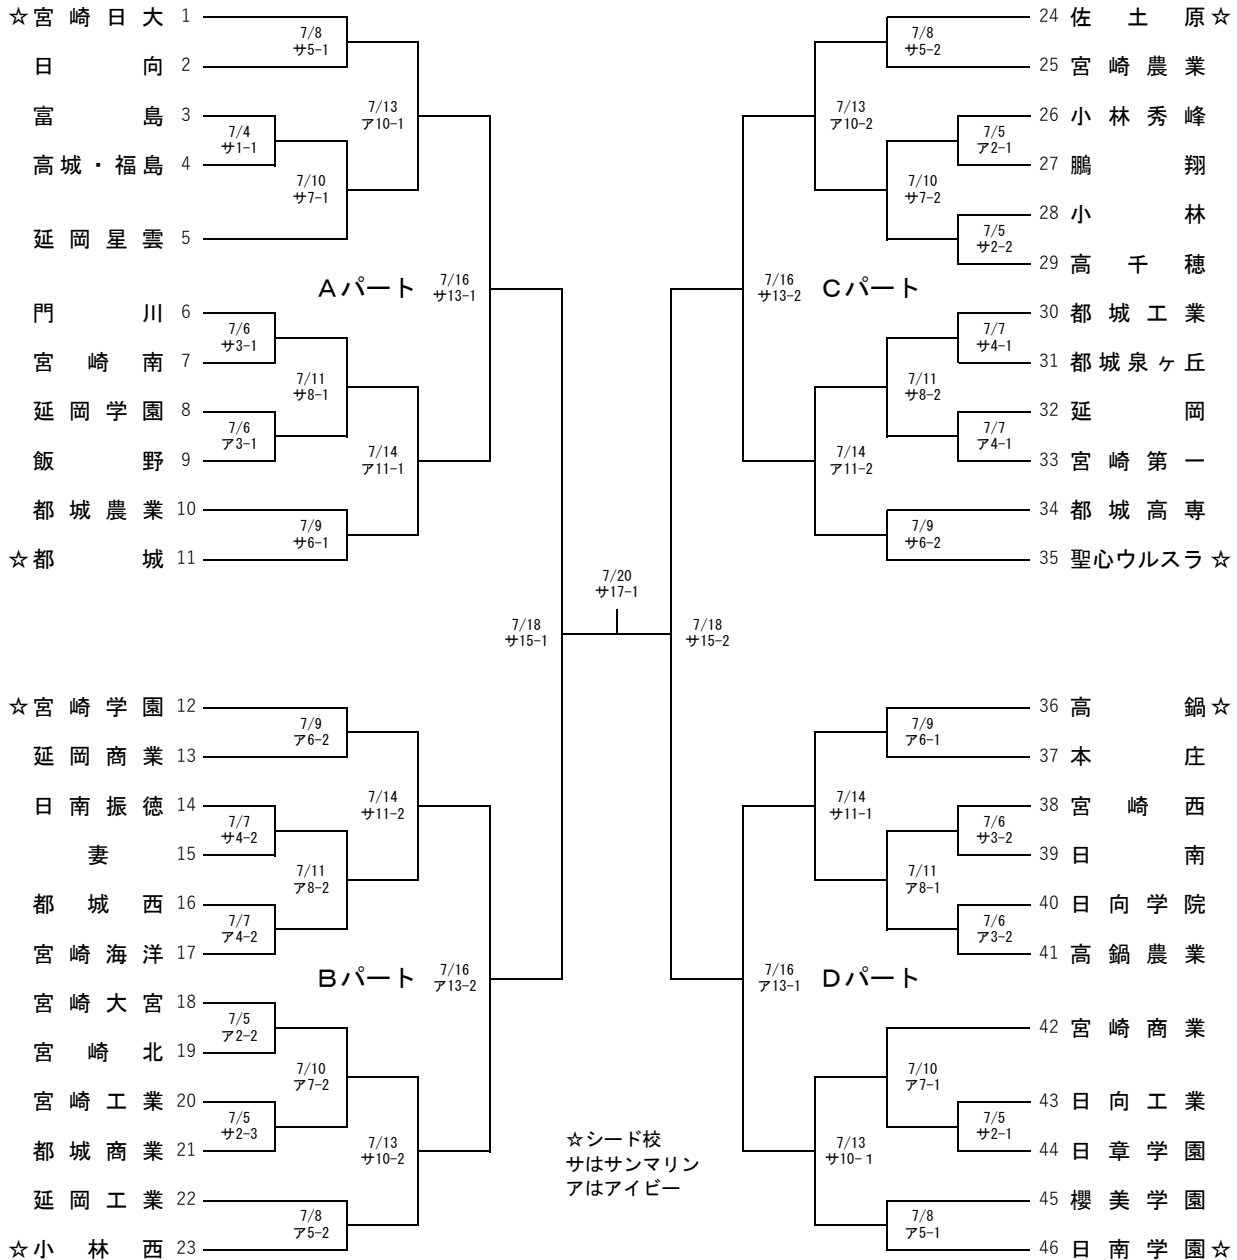 ☆宮崎日大 1
7/8
サ5-1
日向 2
富島 3
7/4
サ1-1
高城・福島 4
7/13
ア10-1
7/10
サ7-1
延岡星雲 5
Aパート
7/16
サ13-1
門川 6
7/6
サ3-1
宮崎南 7
7/11
サ8-1
延岡学園 8
7/6
ア3-1
飯野 9
7/14
ア11-1
都城農業 10
7/9
サ6-1
☆都城 11
7/18
サ15-1
☆宮崎学園 12
7/9
ア6-2
延岡商業 13
7/14
サ11-2
日南振徳 14
7/7
サ4-2
妻 15
7/11
ア8-2
都城西 16
7/7
ア4-2
宮崎海洋 17
Bパート
7/16
ア13-2
宮崎大宮 18
7/5
ア2-2
宮崎北 19
7/10
ア7-2
宮崎工業 20
7/5
サ2-3
都城商業 21
7/13
サ10-2
延岡工業 22
7/8
ア5-2
☆小林西 23
7/20
サ17-1
24 佐土原☆
7/8
サ5-2
25 宮崎農業
7/13
ア10-2
26 小林秀峰
7/5
ア2-1
27 鵬翔
7/10
サ7-2
28 小林
7/5
サ2-2
29 高千穂
7/16
サ13-2
Cパート
30 都城工業
7/7
サ4-1
31 都城泉ヶ丘
7/11
サ8-2
32 延岡
7/7
ア4-1
33 宮崎第一
7/14
ア11-2
34 都城高専
7/9
サ6-2
35 聖心ウルスラ☆
7/18
サ15-2
36 高鍋☆
7/9
ア6-1
37 本庄
7/14
サ11-1
38 宮崎西
7/6
サ3-2
39 日南
7/11
ア8-1
40 日向学院
7/6
ア3-2
41 高鍋農業
7/16
ア13-1
Dパート
42 宮崎商業
7/10
ア7-1
43 日向工業
7/5
サ2-1
44 日章学園
7/13
サ10-1
45 櫻美学園
7/8
ア5-1
46 日南学園☆
☆シード校
サはサンマリン
アはアイビー